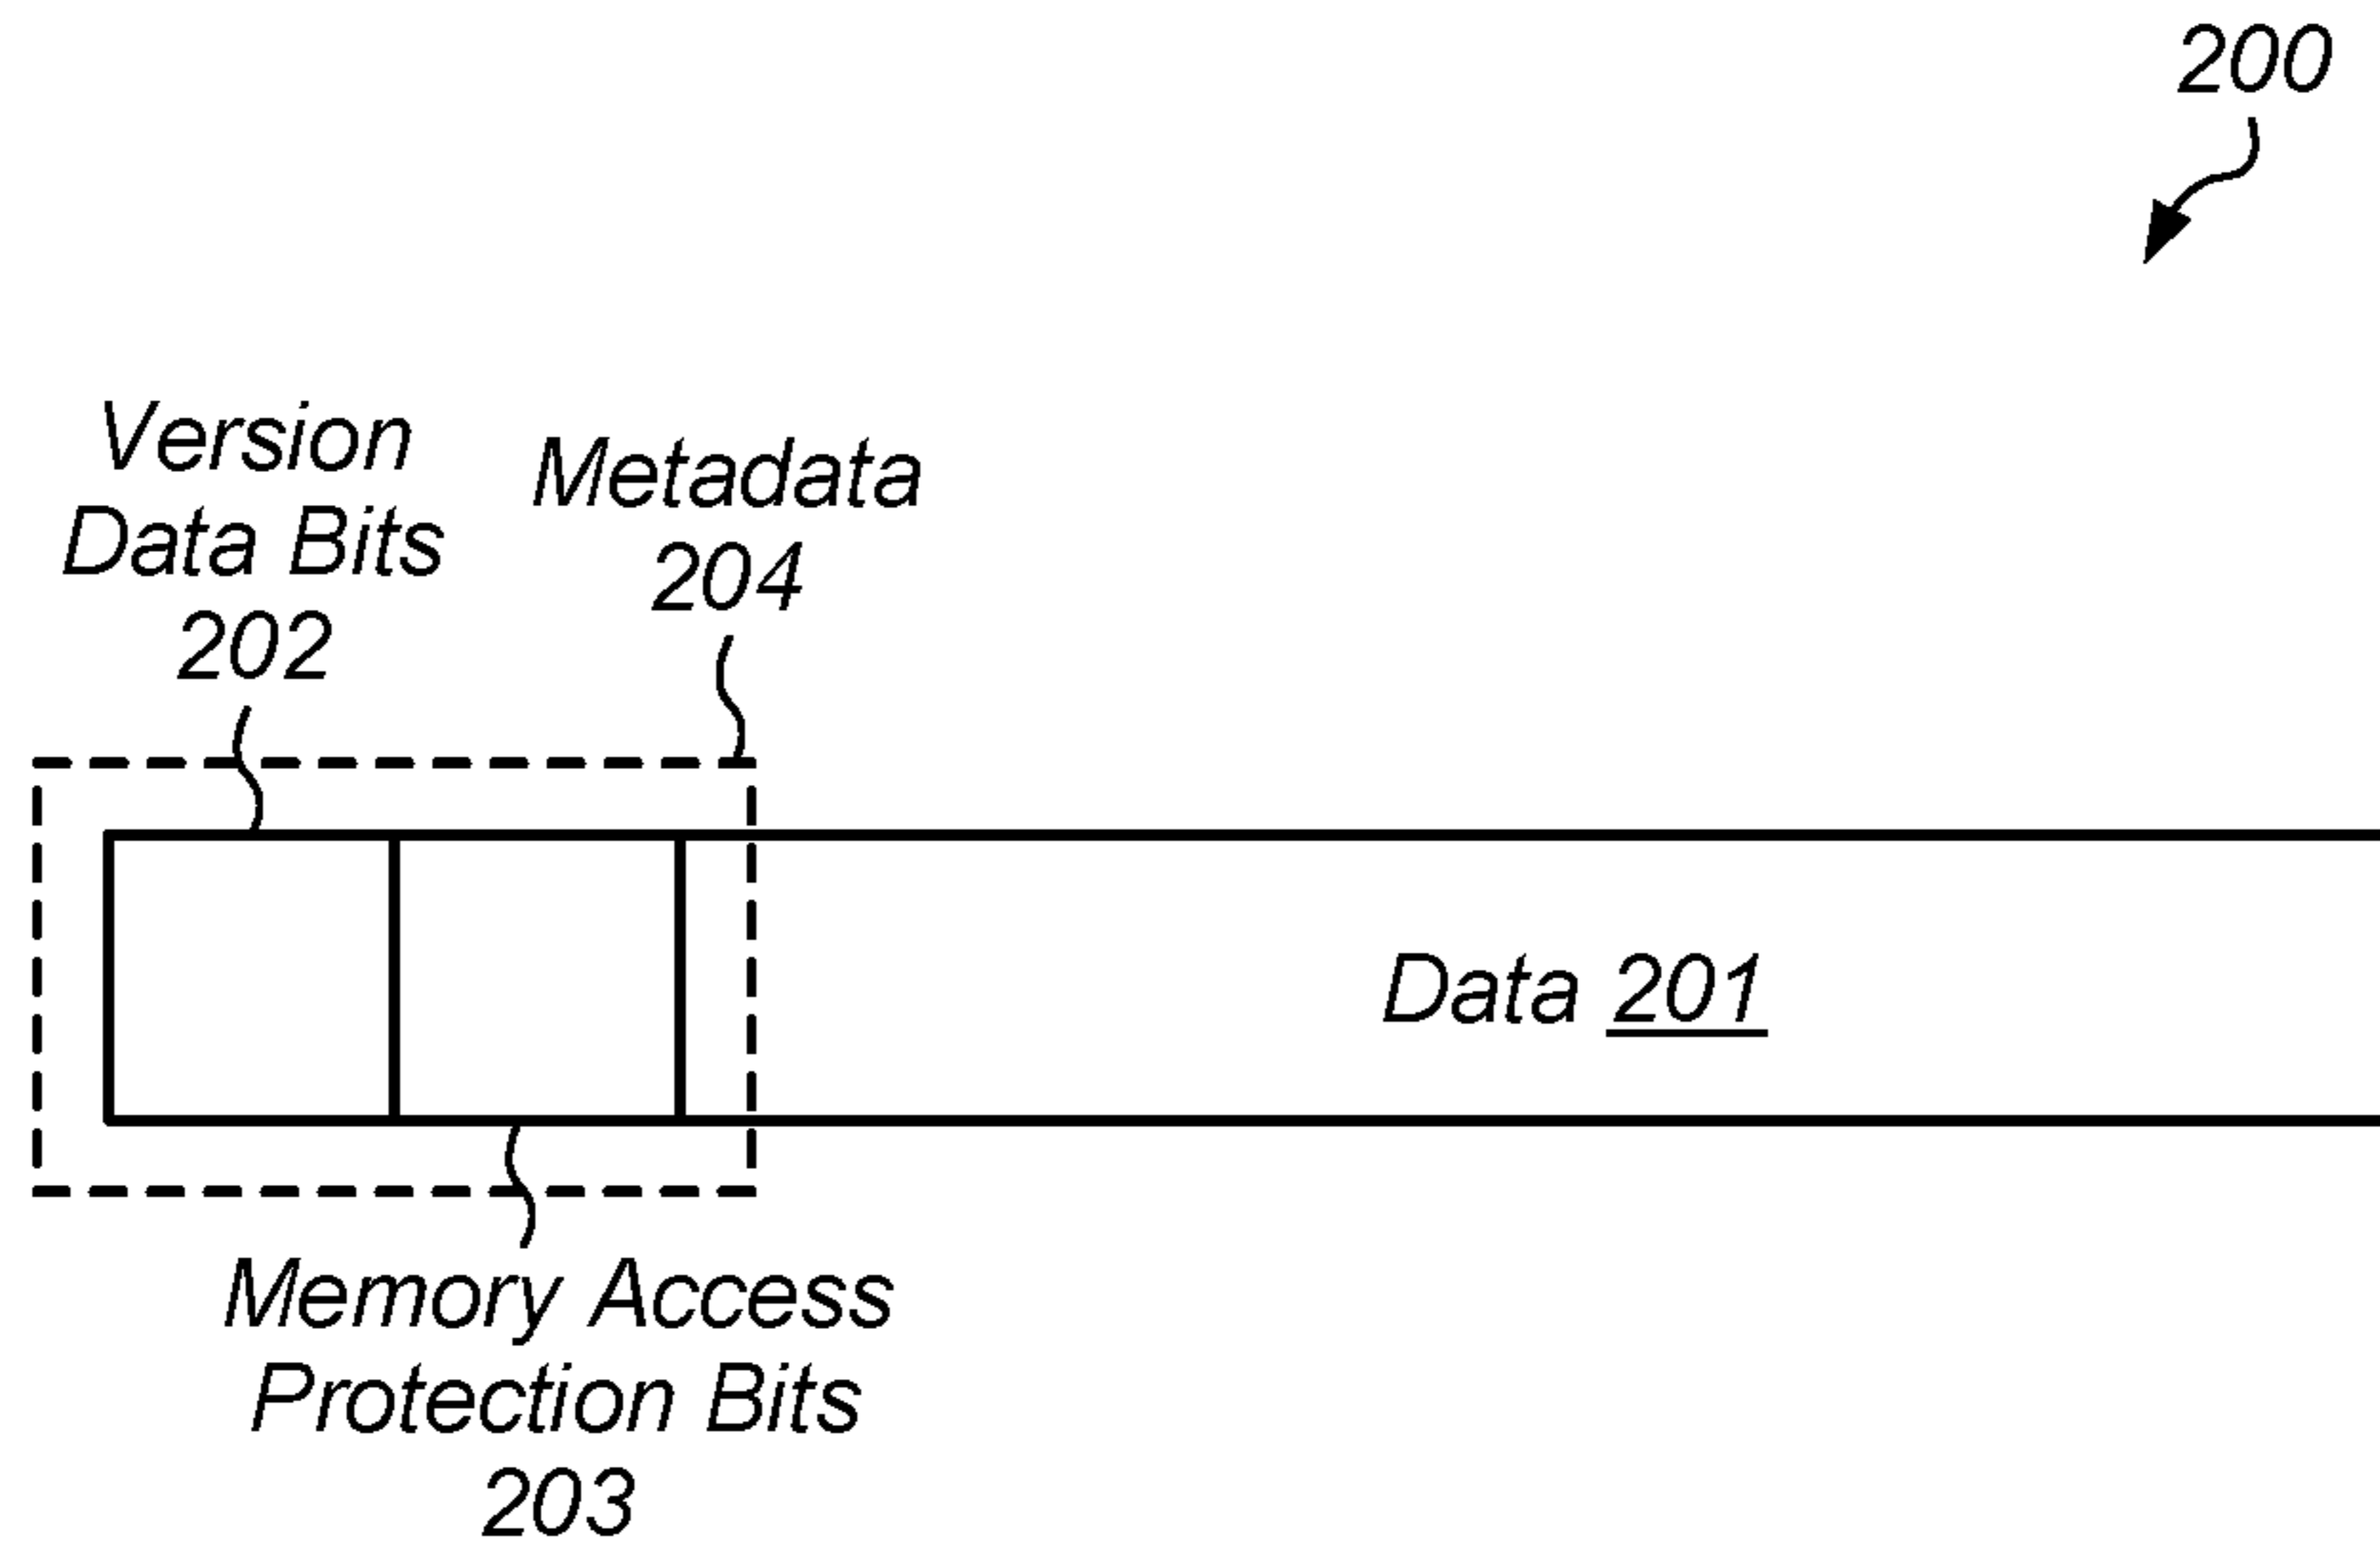 200
Version
Data Bits
202
Metadata
204
Data 201
Memory Access
Protection Bits
203